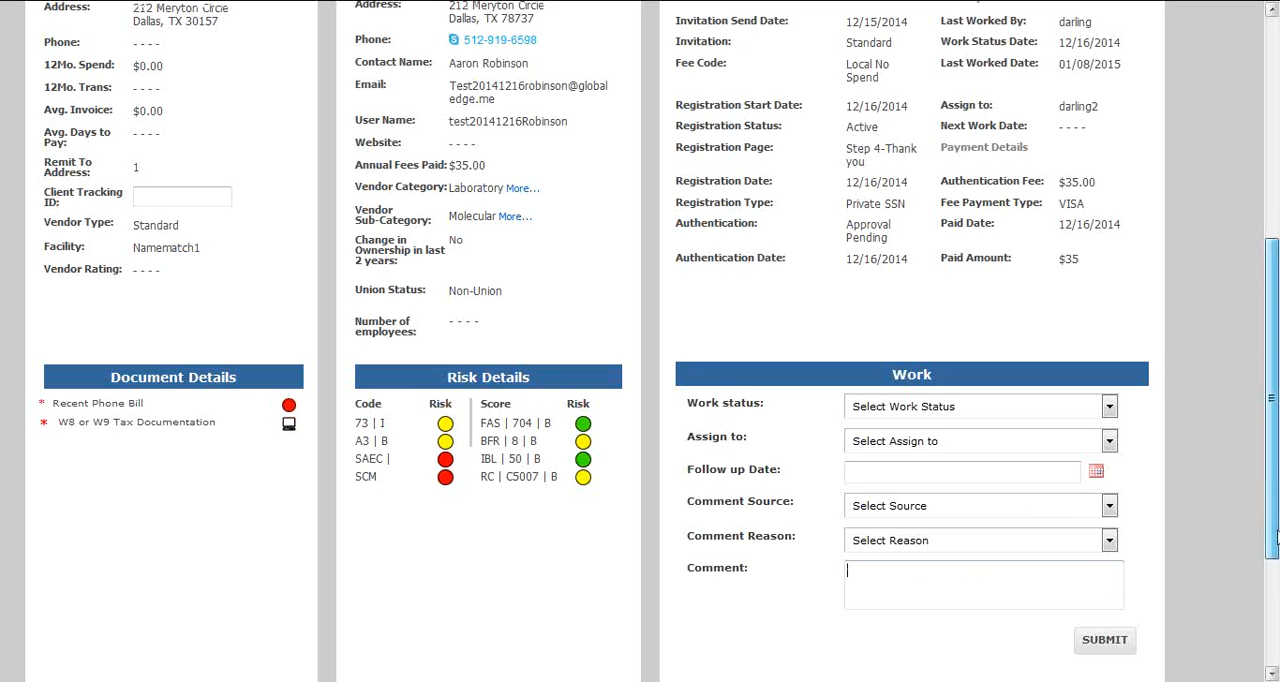 Address: 212 Meryton Circle
Dallas, TX 30157
Phone: - - - -
12Mo. Spend: $0.00
12Mo. Trans: - - - -
Avg. Invoice: $0.00
Avg. Days to - - - -
Pay:
Remit To 1
Address:
Client Tracking
ID:
Vendor Type: Standard
Facility: Namematch1
Vendor Rating: - - - -
Document Details
* Recent Phone Bill
* W8 or W9 Tax Documentation
Address: 212 Meryton Circle
Dallas, TX 78737
Phone: 512-919-6598
Contact Name: Aaron Robinson
Email: Test20141216robinson@global
edge.me
User Name: test20141216Robinson
Website: - - - -
Annual Fees Paid: $35.00
Vendor Category: Laboratory More...
Vendor
Sub-Category: Molecular More...
Change in No
Ownership in last
2 years:
Union Status: Non-Union
Number of - - - -
employees:
Risk Details
Code Risk Score Risk
73 | I FAS | 704 | B
A3 | B BFR | 8 | B
SAEC | IBL | 50 | B
SCM RC | C5007 | B
Invitation Send Date: 12/15/2014 Last Worked By: darling
Invitation: Standard Work Status Date: 12/16/2014
Fee Code: Local No Last Worked Date: 01/08/2015
Spend
Registration Start Date: 12/16/2014 Assign to: darling2
Registration Status: Active Next Work Date: - - - -
Registration Page: Step 4-Thank Payment Details
you
Registration Date: 12/16/2014 Authentication Fee: $35.00
Registration Type: Private SSN Fee Payment Type: VISA
Authentication: Approval Paid Date: 12/16/2014
Pending
Authentication Date: 12/16/2014 Paid Amount: $35
Work
Work status: Select Work Status
Assign to: Select Assign to
Follow up Date:
Comment Source: Select Source
Comment Reason: Select Reason
Comment:
SUBMIT